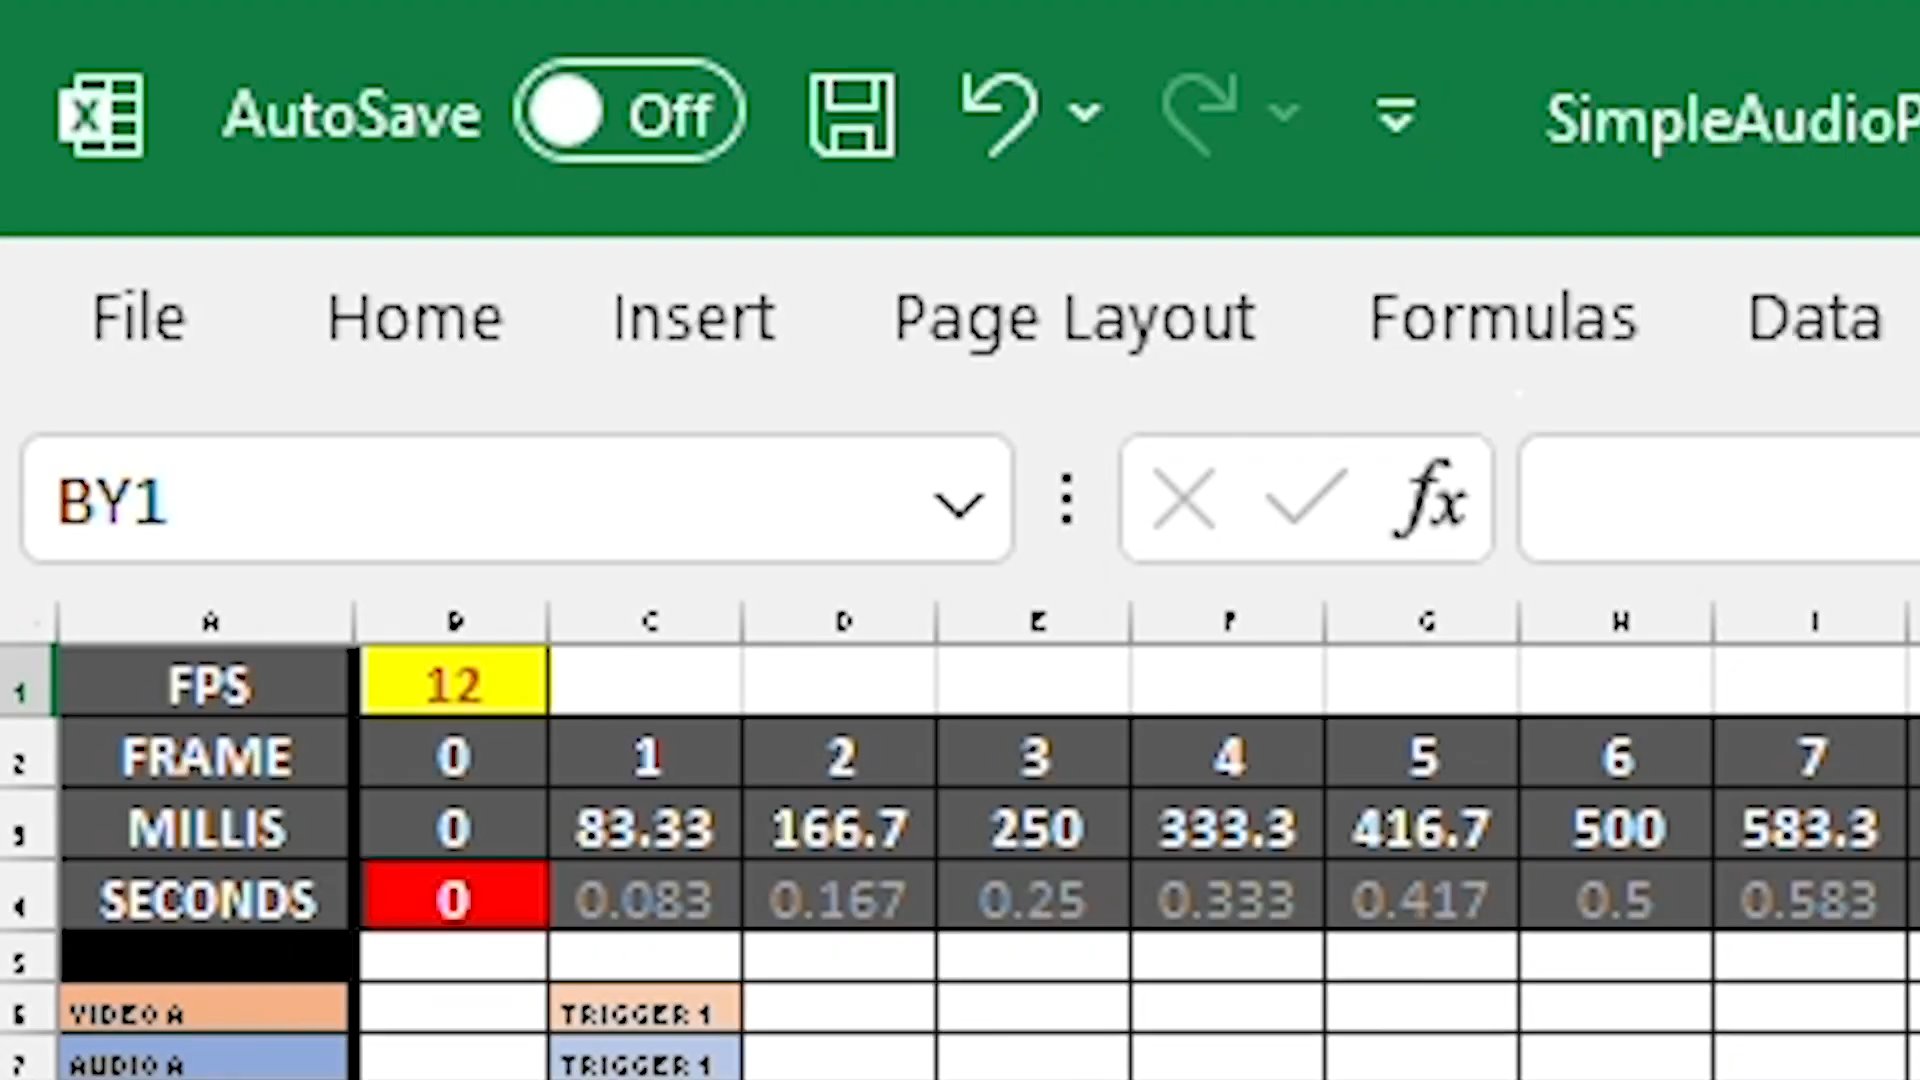 AutoSave Off SimpleAudioP
File Home Insert Page Layout Formulas Data
BY1 fx
A B C D E F G H I
1 FPS 12
2 FRAME 0 1 2 3 4 5 6 7
3 MILLIS 0 83.33 166.7 250 333.3 416.7 500 583.3
4 SECONDS 0 0.083 0.167 0.25 0.333 0.417 0.5 0.583
5
6 VIDEO A TRIGGER 1
7 AUDIO A TRIGGER 1